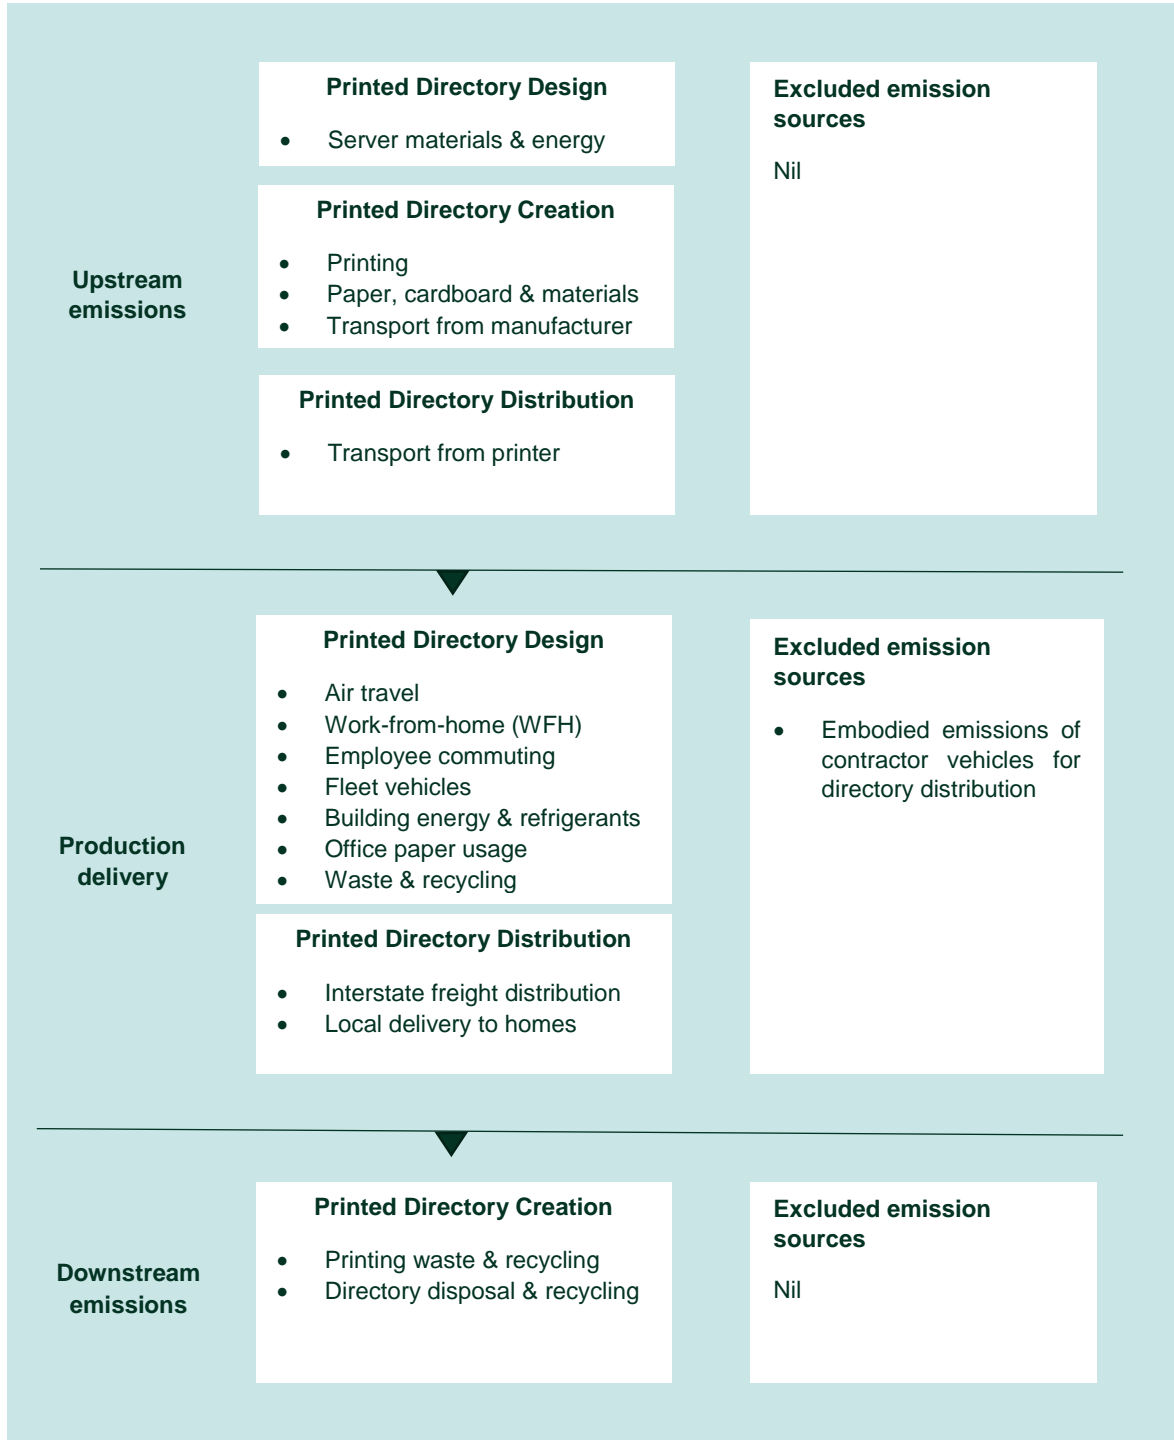 Upstream
emissions
Printed Directory Design
• Server materials & energy
Printed Directory Creation
• Printing
• Paper, cardboard & materials
• Transport from manufacturer
Printed Directory Distribution
• Transport from printer
Excluded emission
sources
Nil
Production
delivery
Printed Directory Design
• Air travel
• Work-from-home (WFH)
• Employee commuting
• Fleet vehicles
• Building energy & refrigerants
• Office paper usage
• Waste & recycling
Printed Directory Distribution
• Interstate freight distribution
• Local delivery to homes
Excluded emission
sources
• Embodied emissions of
contractor vehicles for
directory distribution
Downstream
emissions
Printed Directory Creation
• Printing waste & recycling
• Directory disposal & recycling
Excluded emission
sources
Nil